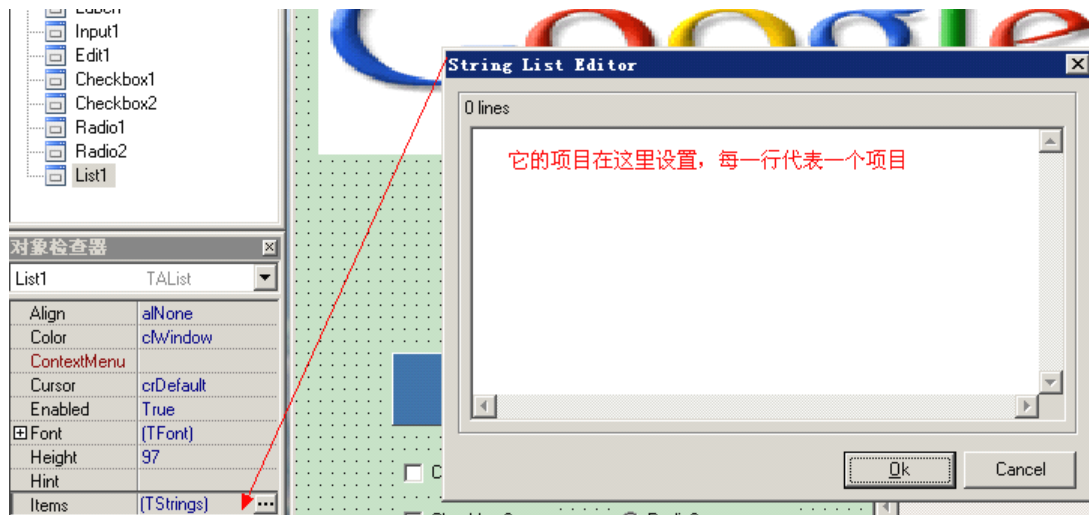 Input1
Edit1
Checkbox1
Checkbox2
Radio1
Radio2
List1
对象检查器
List1 TAList
Align alNone
Color clWindow
ContextMenu
Cursor crDefault
Enabled True
Font (TFont)
Height 97
Hint
Items (TStrings) ...
Google
String List Editor
0 lines
它的项目在这里设置，每一行代表一个项目
Ok Cancel
C